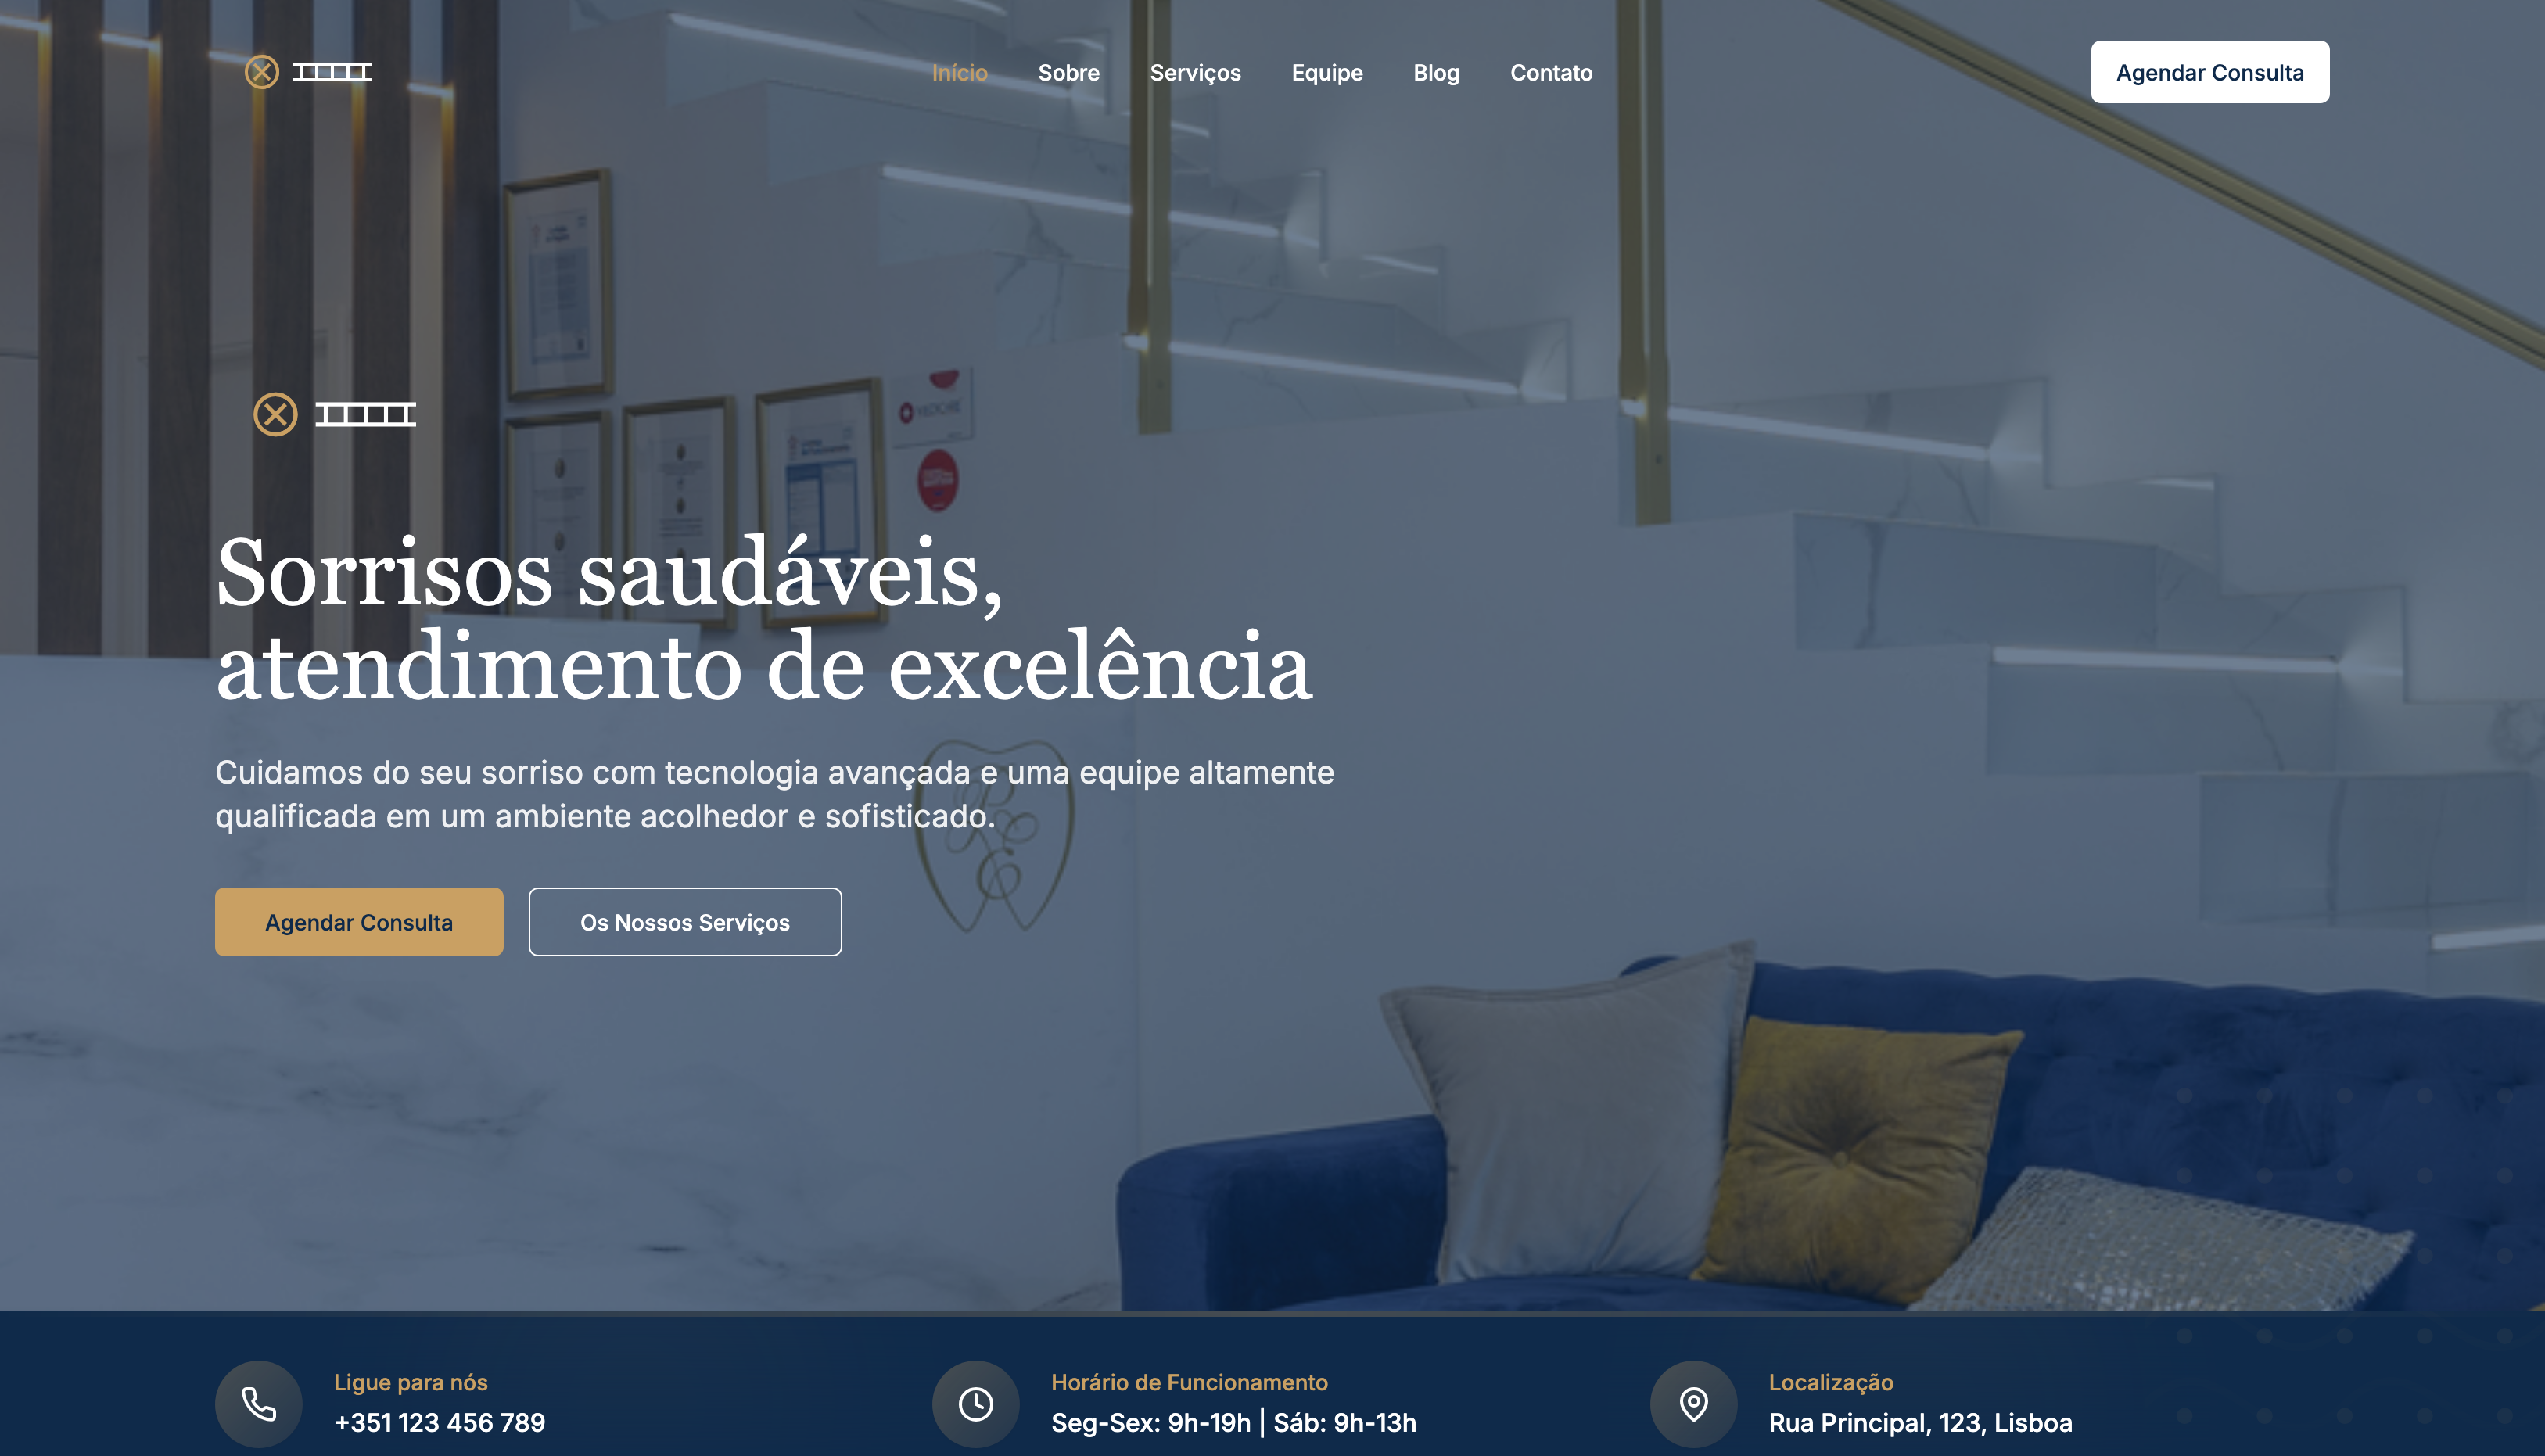 Início
Sobre
Serviços
Equipe
Blog
Contato
Agendar Consulta
Sorrisos saudáveis,
atendimento de excelência
Cuidamos do seu sorriso com tecnologia avançada e uma equipe altamente
qualificada em um ambiente acolhedor e sofisticado.
Agendar Consulta
Os Nossos Serviços
Ligue para nós
+351 123 456 789
Horário de Funcionamento
Seg-Sex: 9h-19h | Sáb: 9h-13h
Localização
Rua Principal, 123, Lisboa